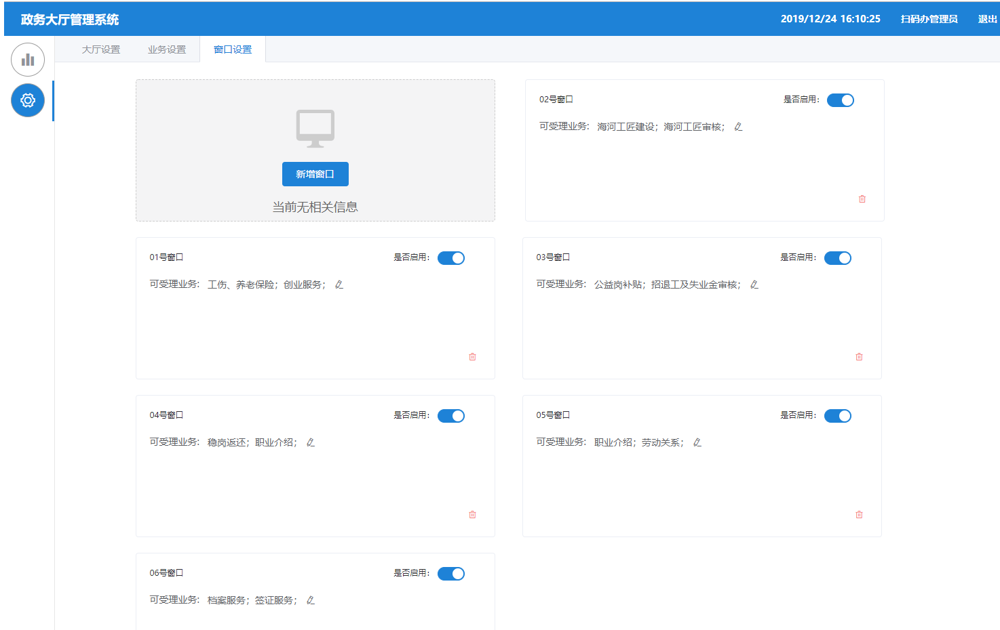 政务大厅管理系统
2019/12/24 16:10:25 扫码办管理员 退出
大厅设置 业务设置 窗口设置
新增窗口
当前无相关信息
02号窗口 是否启用：
可受理业务: 海河工匠建设；海河工匠审核；
01号窗口 是否启用：
可受理业务: 工伤、养老保险；创业服务；
03号窗口 是否启用：
可受理业务: 公益岗补贴；招退工及失业金审核；
04号窗口 是否启用：
可受理业务: 稳岗返还；职业介绍；
05号窗口 是否启用：
可受理业务: 职业介绍；劳动关系；
06号窗口 是否启用：
可受理业务: 档案服务；签证服务；